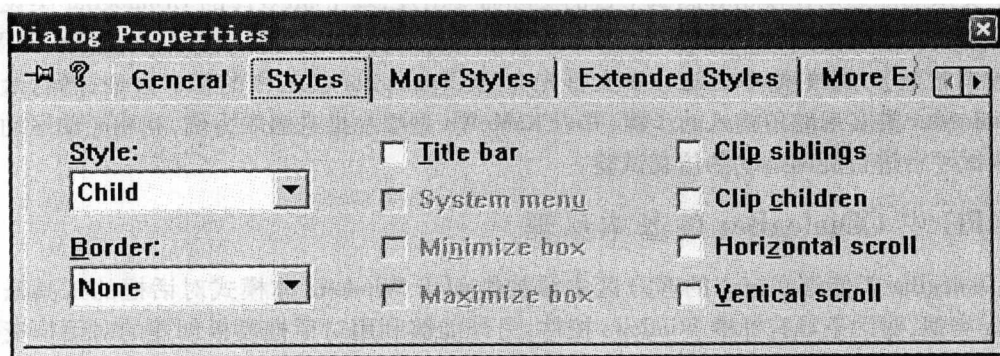 Dialog Properties
? General Styles More Styles Extended Styles More Ex
Style: Title bar Clip siblings
Child System menu Clip children
Border: Minimize box Horizontal scroll
None Maximize box Vertical scroll